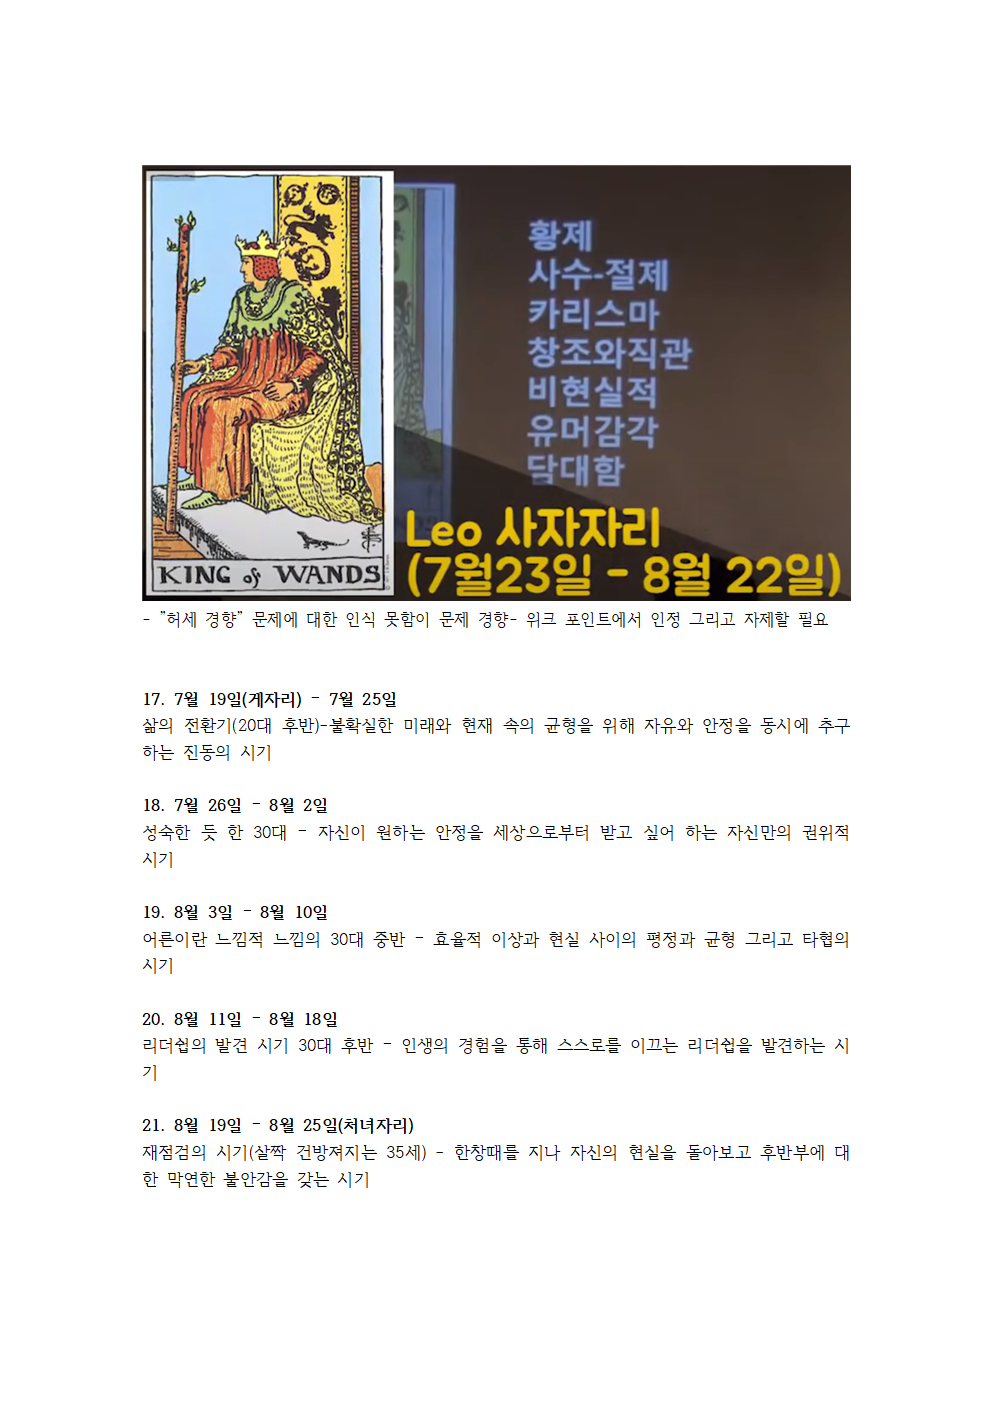 황제
사수-절제
카리스마
창조와직관
비현실적
유머감각
담대함
Leo 사자자리
(7월23일 - 8월 22일)
KING of WANDS
- "허세 경향" 문제에 대한 인식 못함이 문제 경향- 위크 포인트에서 인정 그리고 자제할 필요
17. 7월 19일(게자리) - 7월 25일
삶의 전환기(20대 후반)-불확실한 미래와 현재 속의 균형을 위해 자유와 안정을 동시에 추구
하는 진동의 시기
18. 7월 26일 - 8월 2일
성숙한 듯 한 30대 - 자신이 원하는 안정을 세상으로부터 받고 싶어 하는 자신만의 권위적
시기
19. 8월 3일 - 8월 10일
어른이란 느낌적 느낌의 30대 중반 - 효율적 이상과 현실 사이의 평정과 균형 그리고 타협의
시기
20. 8월 11일 - 8월 18일
리더쉽의 발견 시기 30대 후반 - 인생의 경험을 통해 스스로를 이끄는 리더쉽을 발견하는 시
기
21. 8월 19일 - 8월 25일(처녀자리)
재점검의 시기(살짝 건방져지는 35세) - 한창때를 지나 자신의 현실을 돌아보고 후반부에 대
한 막연한 불안감을 갖는 시기